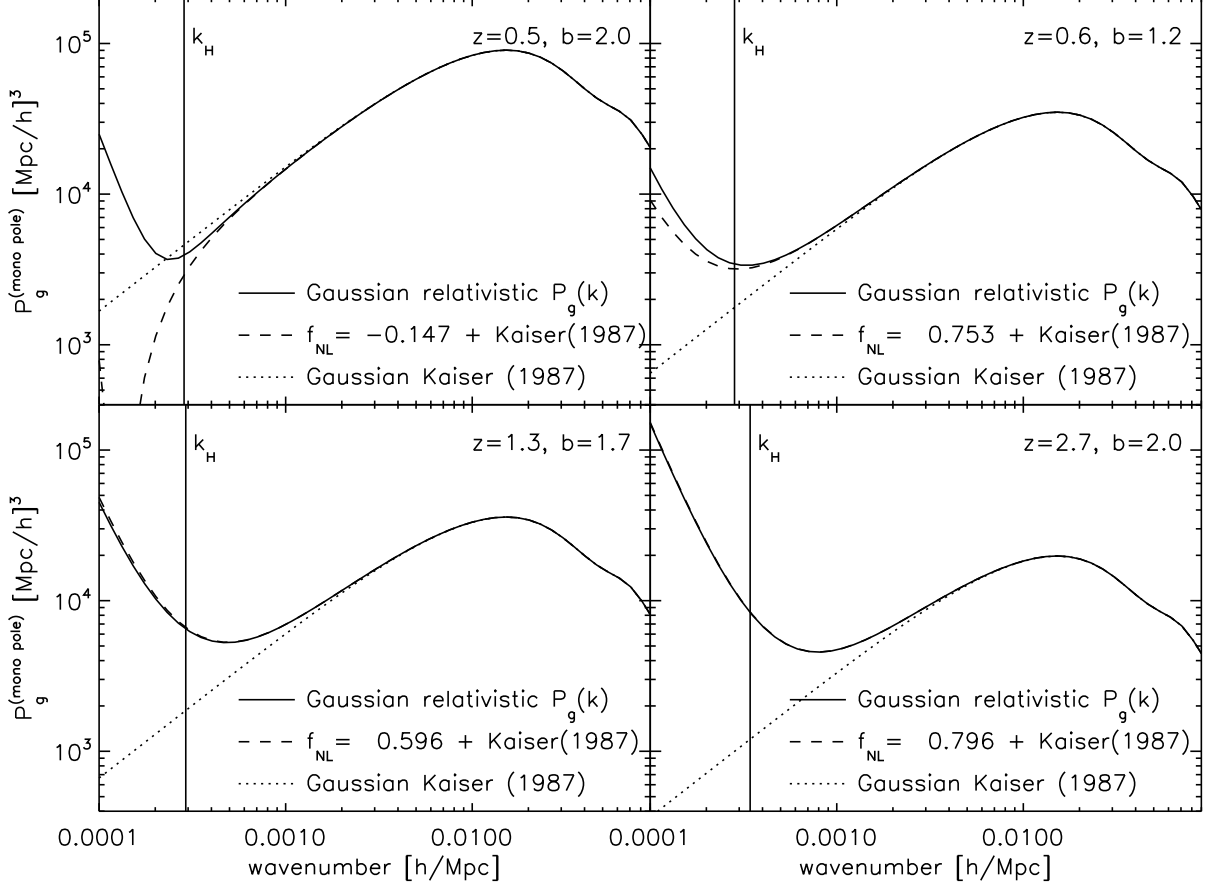 k_H
z=0.5, b=2.0
10^5
10^4
10^3
P_g^(mono pole) [Mpc/h]^3
Gaussian relativistic P_g(k)
f_NL= −0.147 + Kaiser(1987)
Gaussian Kaiser (1987)
k_H
z=0.6, b=1.2
Gaussian relativistic P_g(k)
f_NL= 0.753 + Kaiser(1987)
Gaussian Kaiser (1987)
k_H
z=1.3, b=1.7
10^5
10^4
10^3
P_g^(mono pole) [Mpc/h]^3
Gaussian relativistic P_g(k)
f_NL= 0.596 + Kaiser(1987)
Gaussian Kaiser (1987)
0.0001 0.0010 0.0100
wavenumber [h/Mpc]
k_H
z=2.7, b=2.0
Gaussian relativistic P_g(k)
f_NL= 0.796 + Kaiser(1987)
Gaussian Kaiser (1987)
0.0001 0.0010 0.0100
wavenumber [h/Mpc]